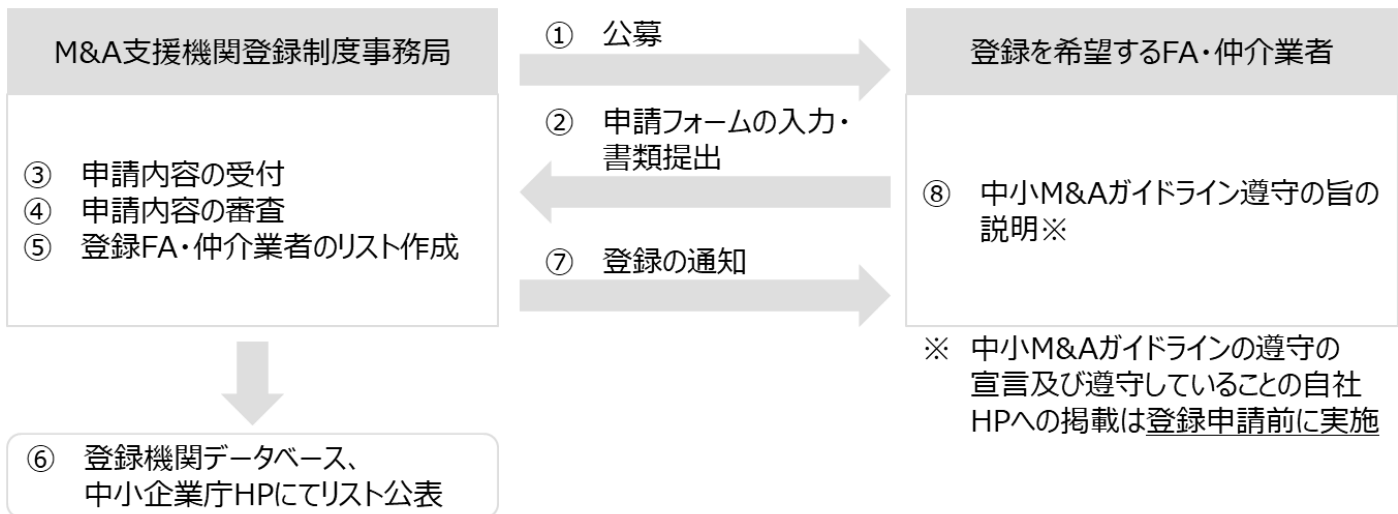 M&A支援機関登録制度事務局
③ 申請内容の受付
④ 申請内容の審査
⑤ 登録FA・仲介業者のリスト作成
① 公募
② 申請フォームの入力・
書類提出
⑦ 登録の通知
登録を希望するFA・仲介業者
⑧ 中小M&Aガイドライン遵守の旨の
説明※
※ 中小M&Aガイドラインの遵守の
宣言及び遵守していることの自社
HPへの掲載は登録申請前に実施
⑥ 登録機関データベース、
中小企業庁HPにてリスト公表